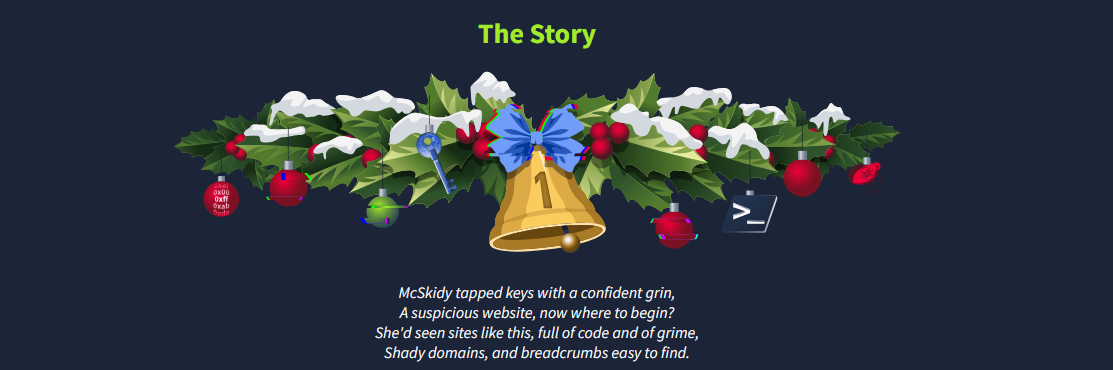 The Story
0x00
0xff
0xab
1
>_
McSkidy tapped keys with a confident grin,
A suspicious website, now where to begin?
She'd seen sites like this, full of code and of grime,
Shady domains, and breadcrumbs easy to find.